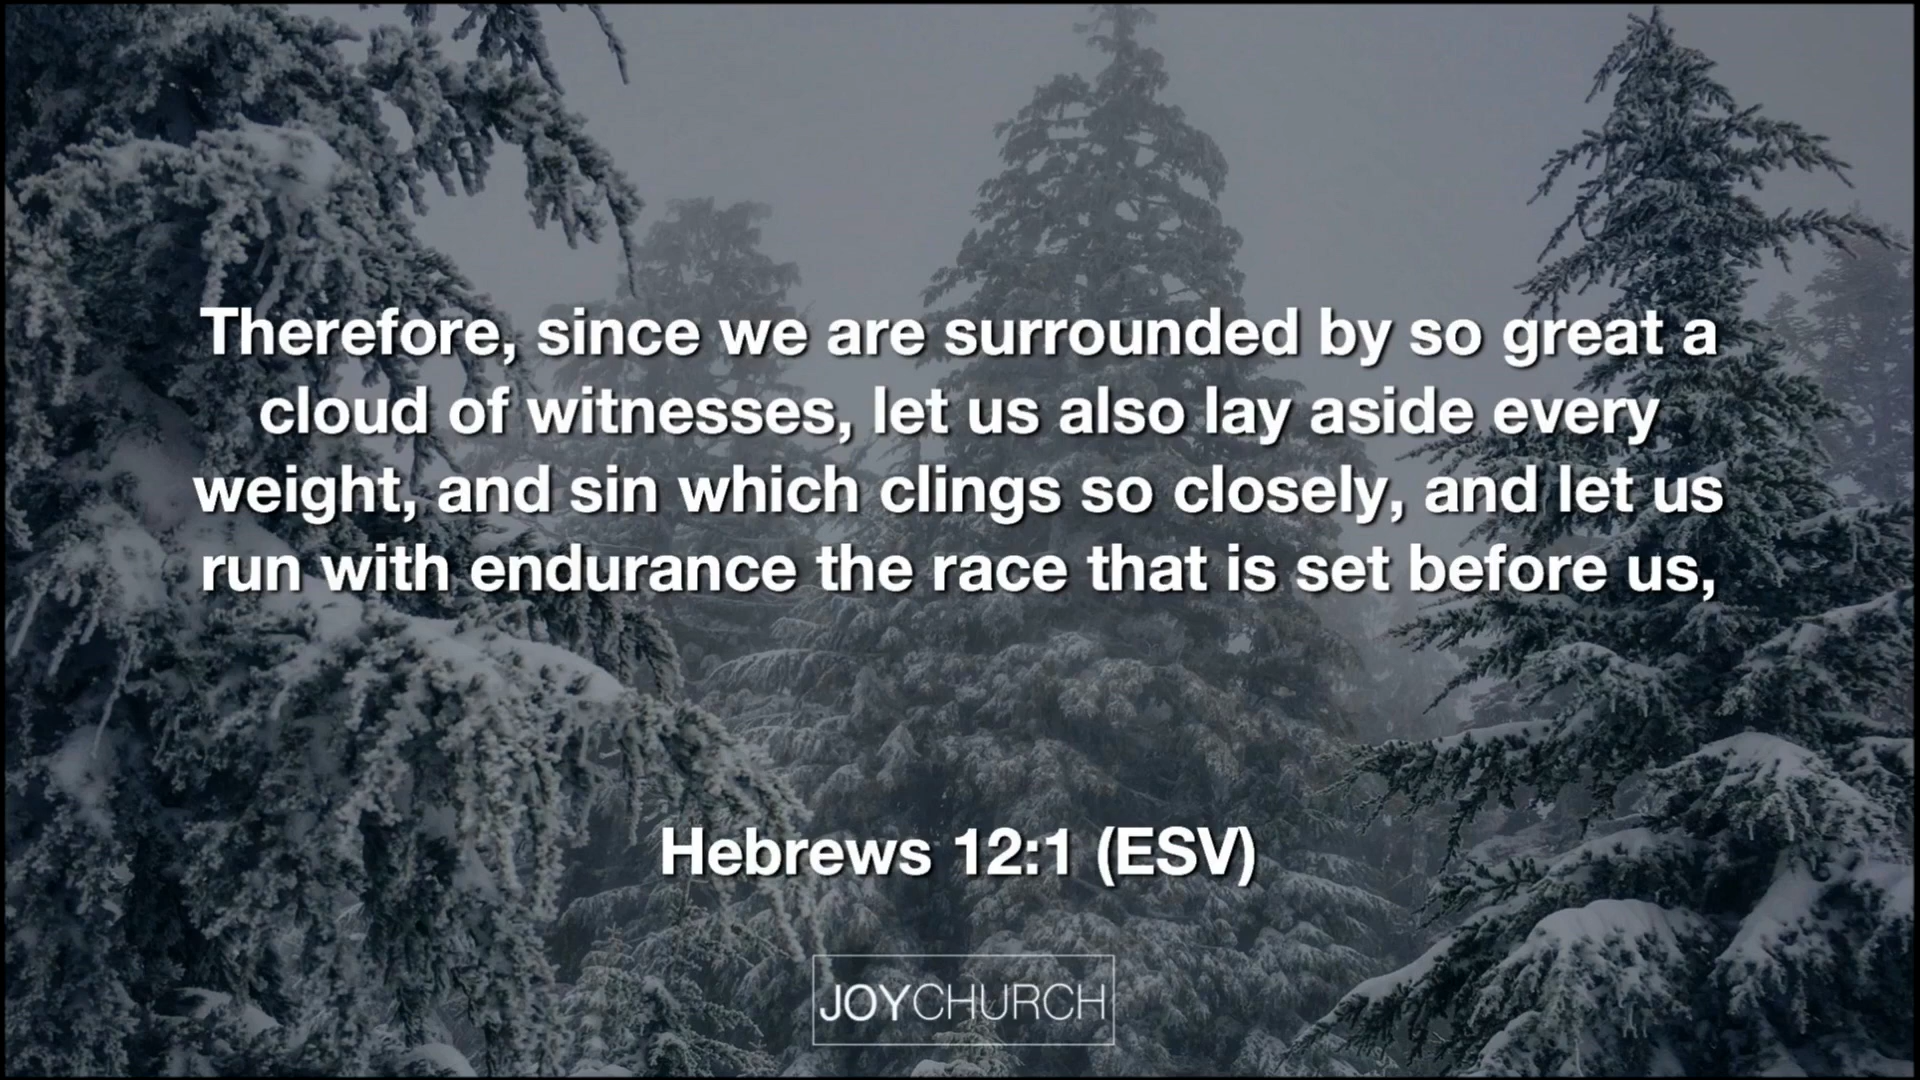 Therefore, since we are surrounded by so great a
cloud of witnesses, let us also lay aside every
weight, and sin which clings so closely, and let us
run with endurance the race that is set before us,
Hebrews 12:1 (ESV)
JOYCHURCH